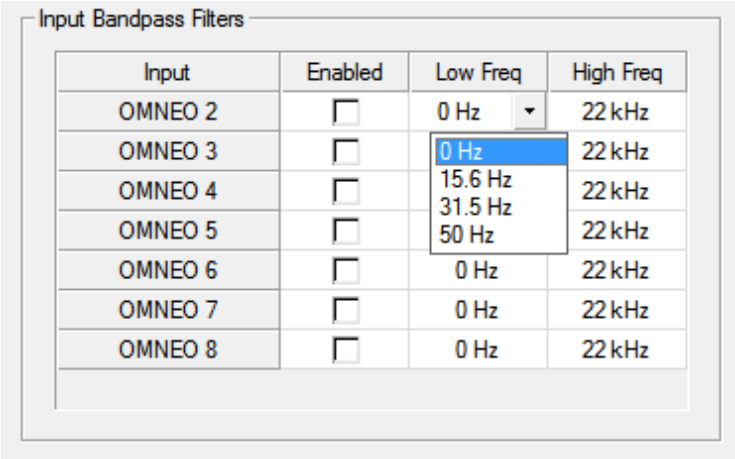 Input Bandpass Filters
Input Enabled Low Freq High Freq
OMNEO 2 0 Hz 22 kHz
OMNEO 3 0 Hz 22 kHz
OMNEO 4 15.6 Hz 22 kHz
31.5 Hz
OMNEO 5 50 Hz 22 kHz
OMNEO 6 0 Hz 22 kHz
OMNEO 7 0 Hz 22 kHz
OMNEO 8 0 Hz 22 kHz